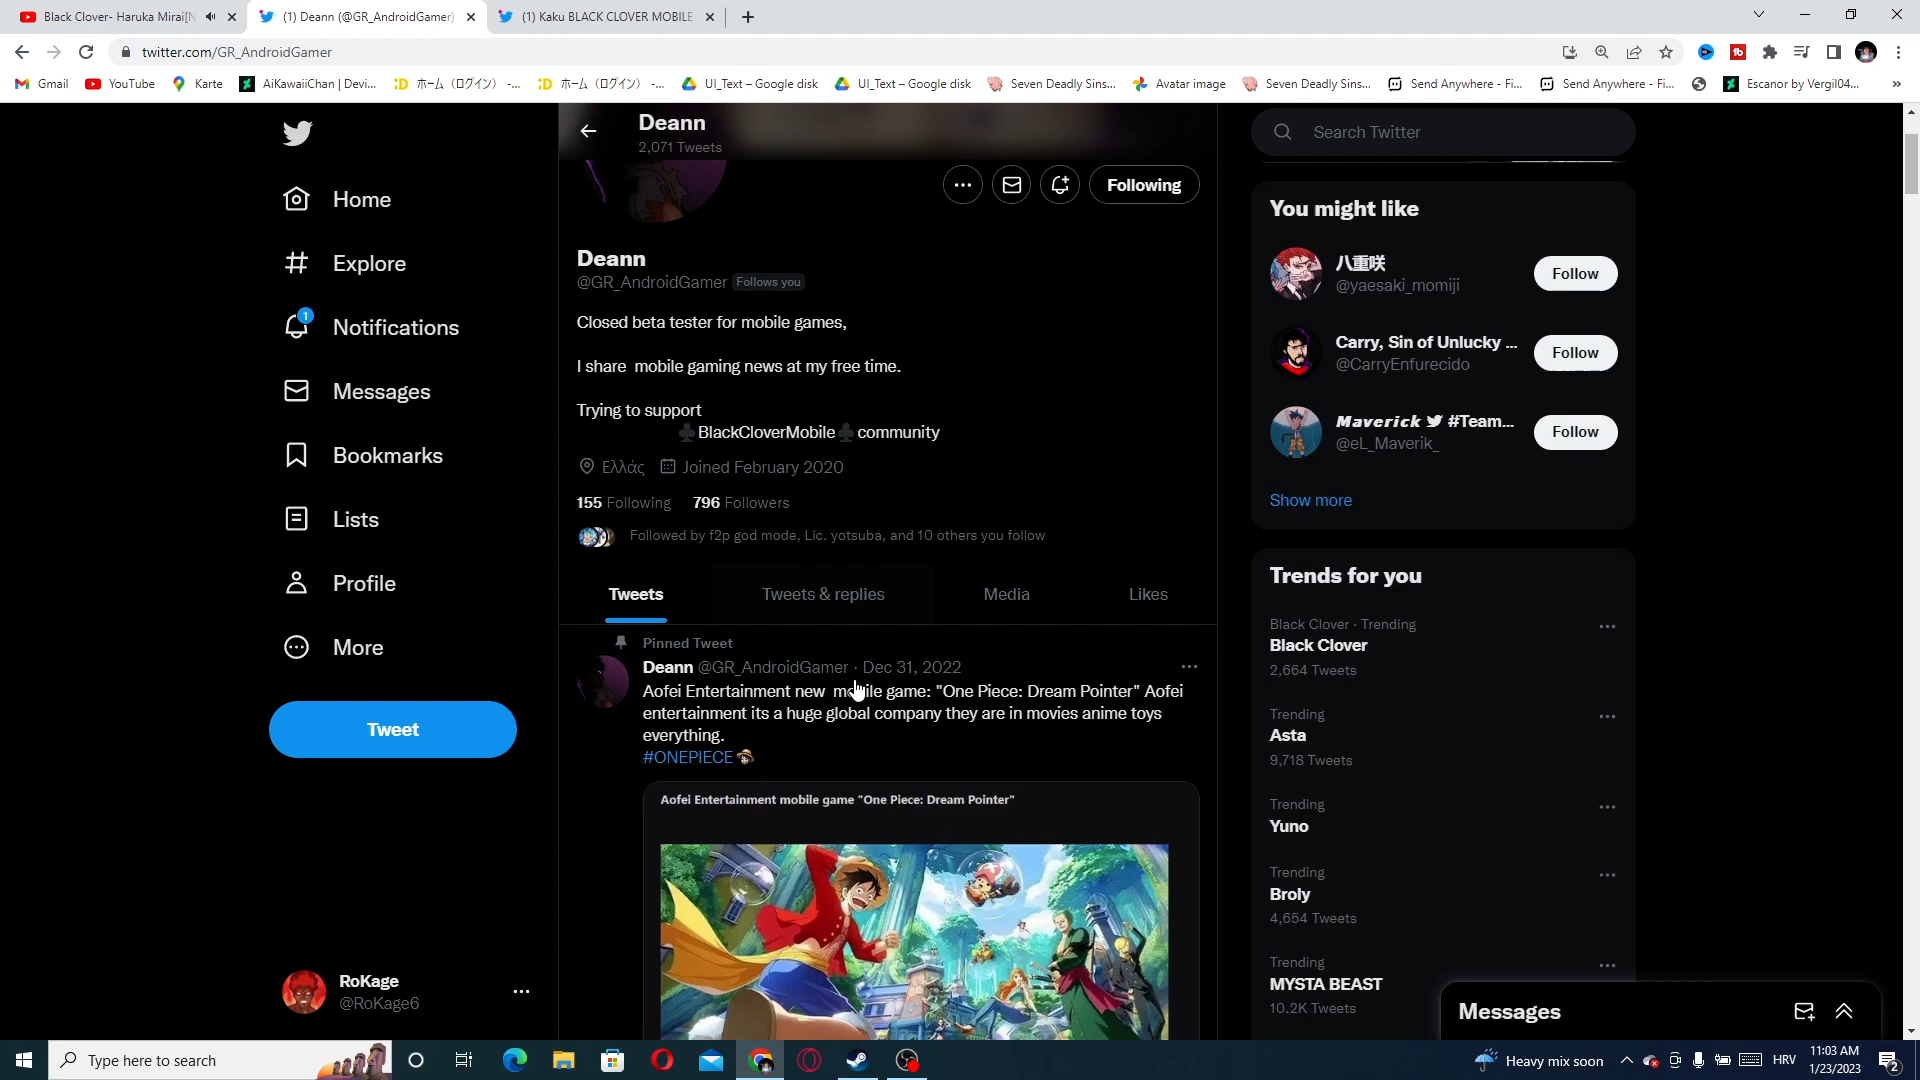 Black Clover- Haruka Mirai[N
(1) Deann (@GR_AndroidGamer)
(1) Kaku BLACK CLOVER MOBILE
twitter.com/GR_AndroidGamer
Gmail
YouTube
Karte
AiKawaiiChan | Devi...
ホーム（ログイン） -...
ホーム（ログイン） -...
UI_Text – Google disk
UI_Text – Google disk
Seven Deadly Sins...
Avatar image
Seven Deadly Sins...
Send Anywhere - Fi...
Send Anywhere - Fi...
Escanor by Vergil04...
»
Home
Explore
1
Notifications
Messages
Bookmarks
Lists
Profile
More
Tweet
RoKage
@RoKage6
Deann
2,071 Tweets
Following
Deann
@GR_AndroidGamer Follows you
Closed beta tester for mobile games,
I share mobile gaming news at my free time.
Trying to support
♣BlackCloverMobile♣community
Ελλάς Joined February 2020
155 Following 796 Followers
Followed by f2p god mode, Lic. yotsuba, and 10 others you follow
Tweets Tweets & replies Media Likes
Pinned Tweet
Deann @GR_AndroidGamer · Dec 31, 2022
Aofei Entertainment new mobile game: "One Piece: Dream Pointer" Aofei
entertainment its a huge global company they are in movies anime toys
everything.
#ONEPIECE
Aofei Entertainment mobile game "One Piece: Dream Pointer"
Search Twitter
You might like
八重咲
@yaesaki_momiji
Follow
Carry, Sin of Unlucky ...
@CarryEnfurecido
Follow
Maverick #Team...
@eL_Maverik_
Follow
Show more
Trends for you
Black Clover · Trending
Black Clover
2,664 Tweets
Trending
Asta
9,718 Tweets
Trending
Yuno
Trending
Broly
4,654 Tweets
Trending
MYSTA BEAST
10.2K Tweets
Messages
Type here to search
Heavy mix soon
HRV
11:03 AM
1/23/2023
2